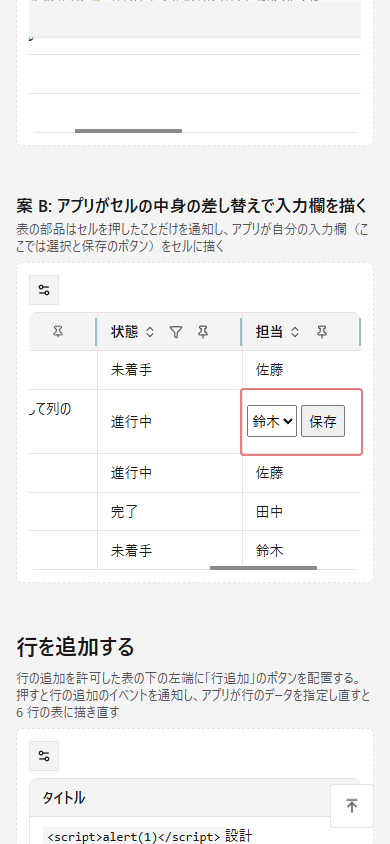 案 B: アプリがセルの中身の差し替えで入力欄を描く
表の部品はセルを押したことだけを通知し、アプリが自分の入力欄（こ
こでは選択と保存のボタン）をセルに描く
状態 担当
未着手 佐藤
して列の
進行中 鈴木 保存
進行中 佐藤
完了 田中
未着手 鈴木
行を追加する
行の追加を許可した表の下の左端に「行追加」のボタンを配置する。
押すと行の追加のイベントを通知し、アプリが行のデータを指定し直すと
6 行の表に描き直す
タイトル
<script>alert(1)</script> 設計